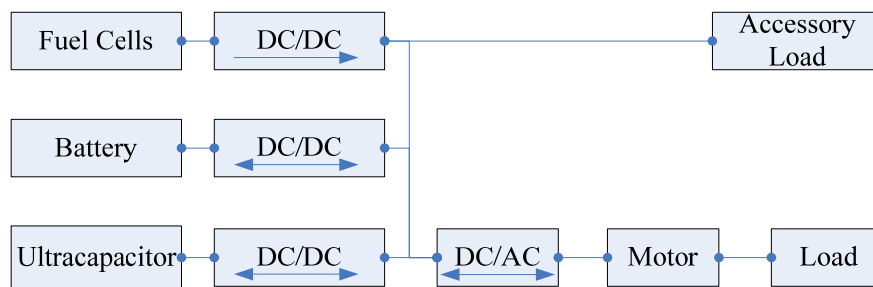 Fuel Cells
DC/DC
Accessory
Load
Battery
DC/DC
Ultracapacitor
DC/DC
DC/AC
Motor
Load